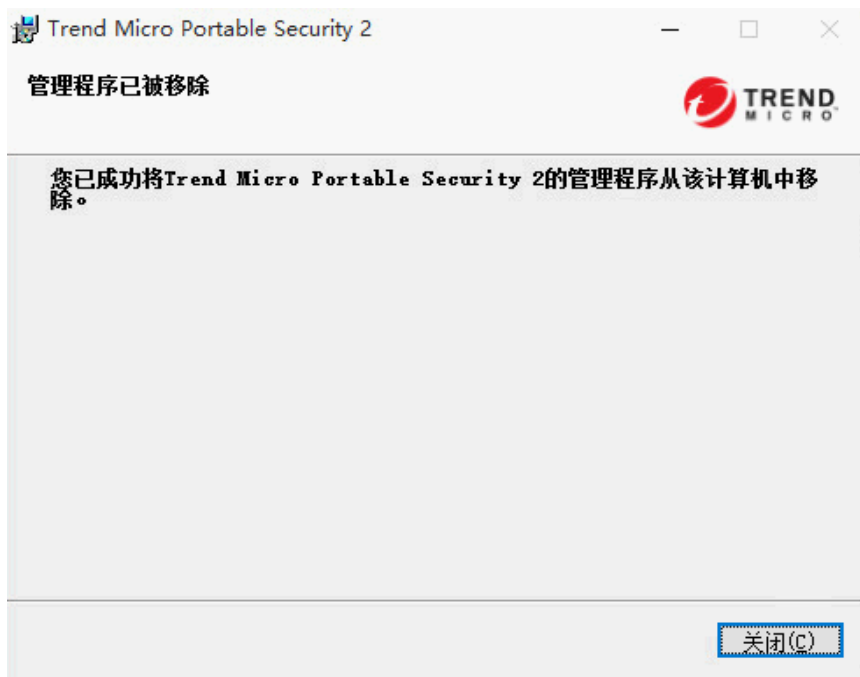 Trend Micro Portable Security 2
管理程序已被移除
TREND
MICRO
您已成功将Trend Micro Portable Security 2的管理程序从该计算机中移
除。
关闭(C)